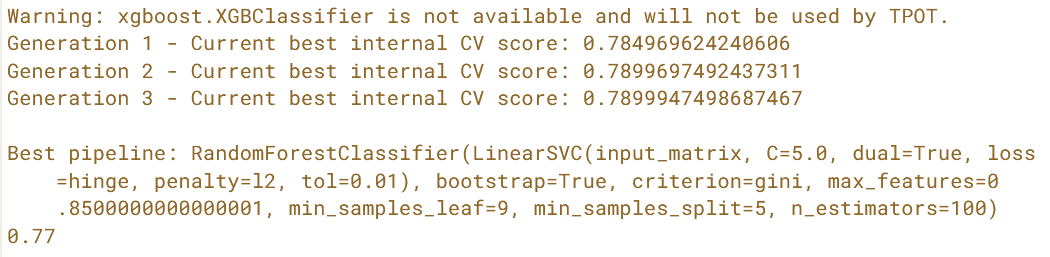 Warning: xgboost.XGBClassifier is not available and will not be used by TPOT.
Generation 1 - Current best internal CV score: 0.784969624240606
Generation 2 - Current best internal CV score: 0.7899697492437311
Generation 3 - Current best internal CV score: 0.7899947498687467
Best pipeline: RandomForestClassifier(LinearSVC(input_matrix, C=5.0, dual=True, loss
=hinge, penalty=l2, tol=0.01), bootstrap=True, criterion=gini, max_features=0
.8500000000000001, min_samples_leaf=9, min_samples_split=5, n_estimators=100)
0.77